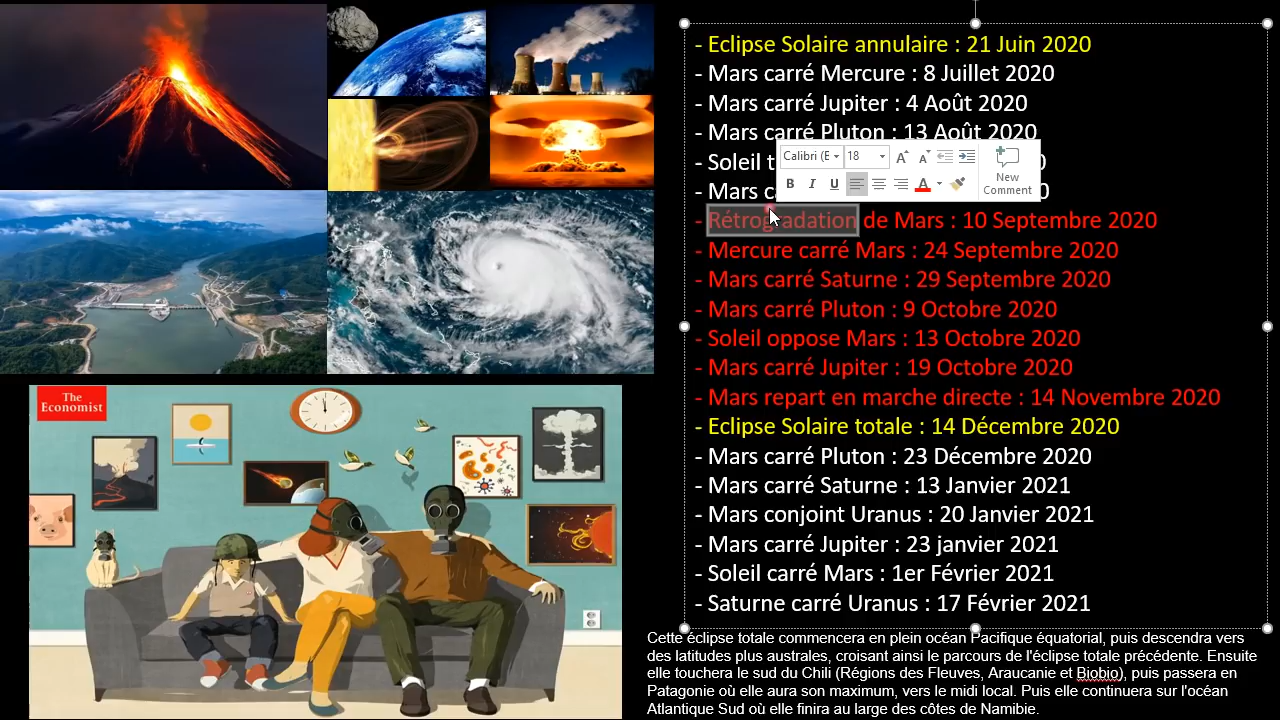 The
Economist
- Eclipse Solaire annulaire : 21 Juin 2020
- Mars carré Mercure : 8 Juillet 2020
- Mars carré Jupiter : 4 Août 2020
- Mars carré Pluton : 13 Août 2020
Calibri (E
18
- Soleil t
0
B I U
A
New
Comment
- Mars ca
0
- Rétrogradation de Mars : 10 Septembre 2020
- Mercure carré Mars : 24 Septembre 2020
- Mars carré Saturne : 29 Septembre 2020
- Mars carré Pluton : 9 Octobre 2020
- Soleil oppose Mars : 13 Octobre 2020
- Mars carré Jupiter : 19 Octobre 2020
- Mars repart en marche directe : 14 Novembre 2020
- Eclipse Solaire totale : 14 Décembre 2020
- Mars carré Pluton : 23 Décembre 2020
- Mars carré Saturne : 13 Janvier 2021
- Mars conjoint Uranus : 20 Janvier 2021
- Mars carré Jupiter : 23 janvier 2021
- Soleil carré Mars : 1er Février 2021
- Saturne carré Uranus : 17 Février 2021
Cette éclipse totale commencera en plein océan Pacifique équatorial, puis descendra vers
des latitudes plus australes, croisant ainsi le parcours de l'éclipse totale précédente. Ensuite
elle touchera le sud du Chili (Régions des Fleuves, Araucanie et Biobio), puis passera en
Patagonie où elle aura son maximum, vers le midi local. Puis elle continuera sur l'océan
Atlantique Sud où elle finira au large des côtes de Namibie.